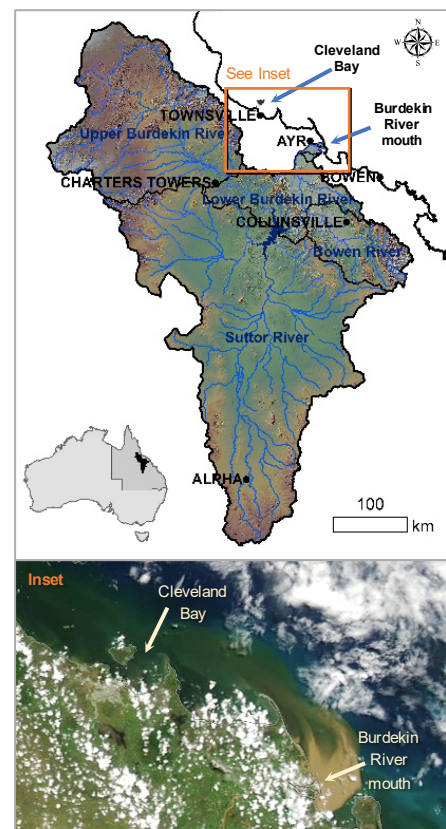 N
W
E
S
Cleveland
Bay
See Inset
TOWNSVILLE
Burdekin
River
mouth
Upper Burdekin River
AYR
BOWEN
CHARTERS TOWERS
Lower Burdekin River
COLLINSVILLE
Bowen River
Suttor River
ALPHA
100
km
Inset
Cleveland
Bay
Burdekin
River
mouth